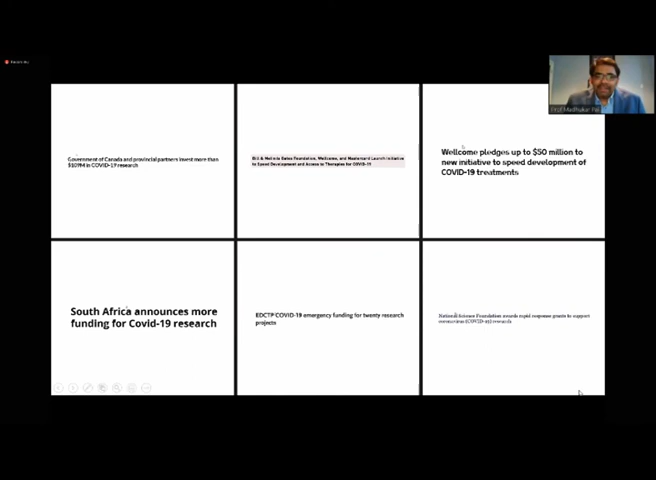 Prof. Madhukar Pai
Government of Canada and provincial partners invest more than
$109M in COVID-19 research
Bill & Melinda Gates Foundation, Wellcome, and Mastercard Launch Initiative
to Speed Development and Access to Therapies for COVID-19
Wellcome pledges up to $50 million to
new initiative to speed development of
COVID-19 treatments
South Africa announces more
funding for Covid-19 research
EDCTP COVID-19 emergency funding for twenty research
projects
National Science Foundation awards rapid response grants to support
coronavirus (COVID-19) research